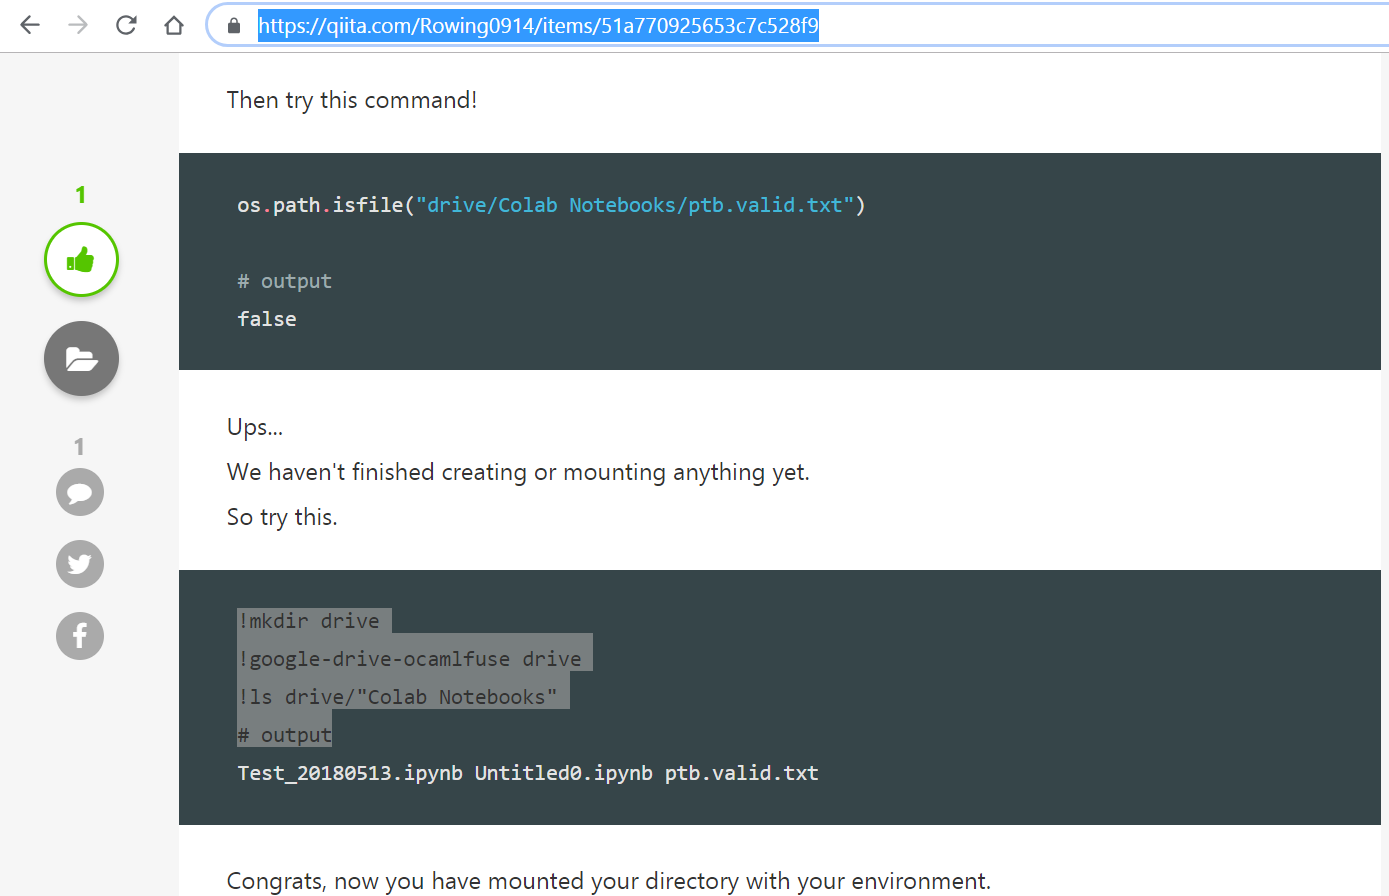 https://qiita.com/Rowing0914/items/51a770925653c7c528f9
Then try this command!
1
os.path.isfile("drive/Colab Notebooks/ptb.valid.txt")
# output
false
Ups...
1
We haven't finished creating or mounting anything yet.
So try this.
!mkdir drive
!google-drive-ocamlfuse drive
!ls drive/"Colab Notebooks"
# output
Test_20180513.ipynb Untitled0.ipynb ptb.valid.txt
Congrats, now you have mounted your directory with your environment.